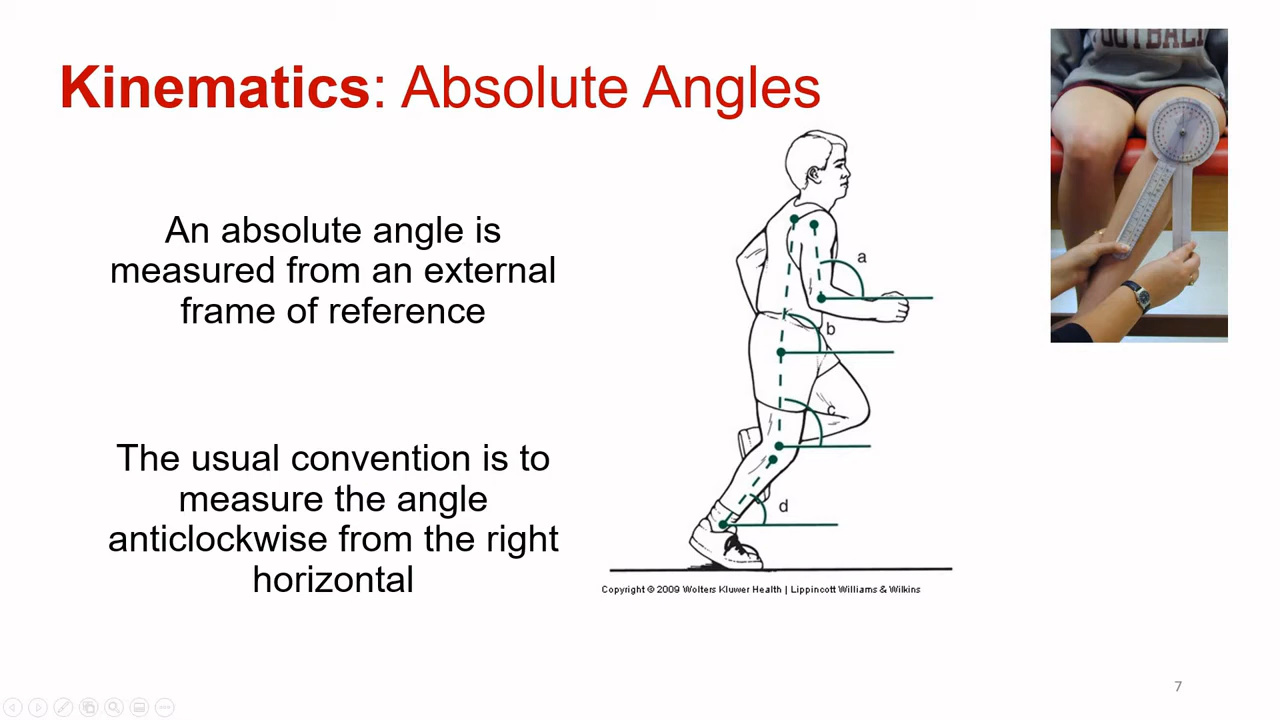 Kinematics: Absolute Angles
An absolute angle is
measured from an external
frame of reference
The usual convention is to
measure the angle
anticlockwise from the right
horizontal
a
b
c
d
Copyright © 2009 Wolters Kluwer Health | Lippincott Williams & Wilkins
7